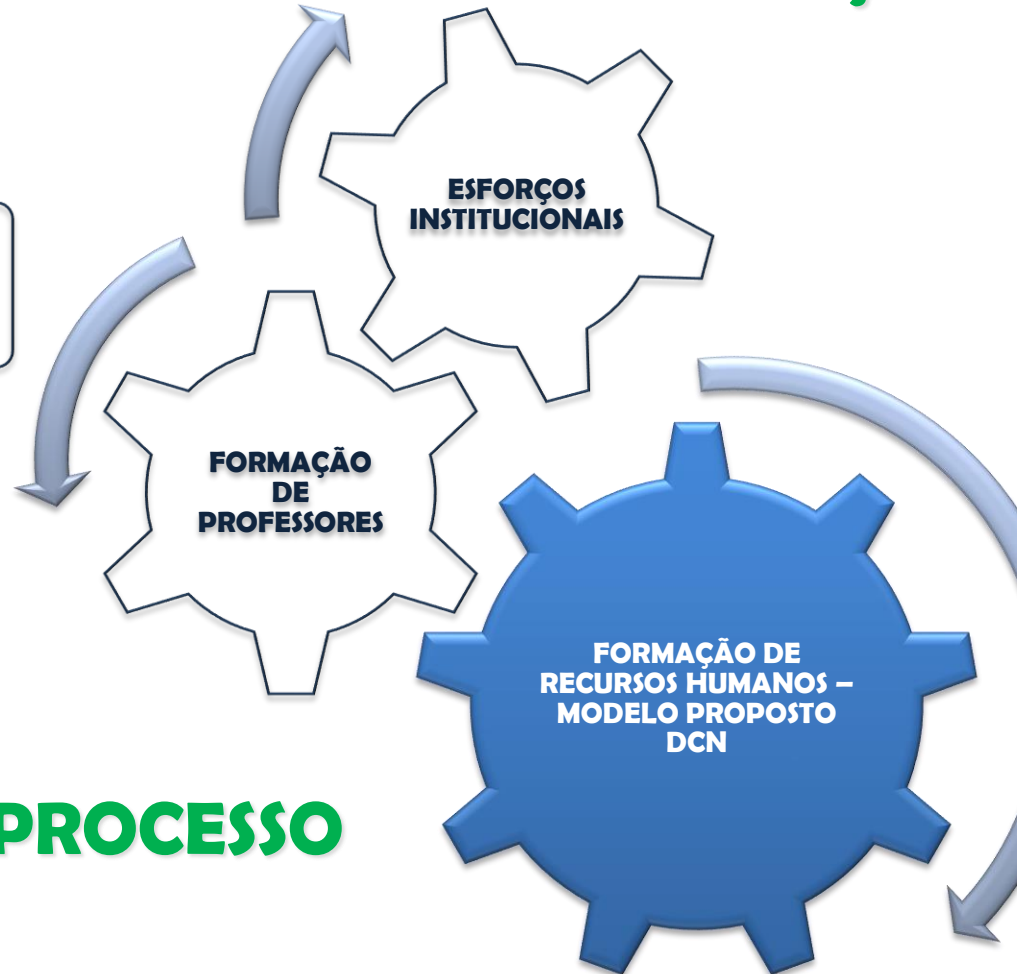 ESFORÇOS
INSTITUCIONAIS
FORMAÇÃO
DE
PROFESSORES
FORMAÇÃO DE
RECURSOS HUMANOS –
MODELO PROPOSTO
DCN
PROCESSO